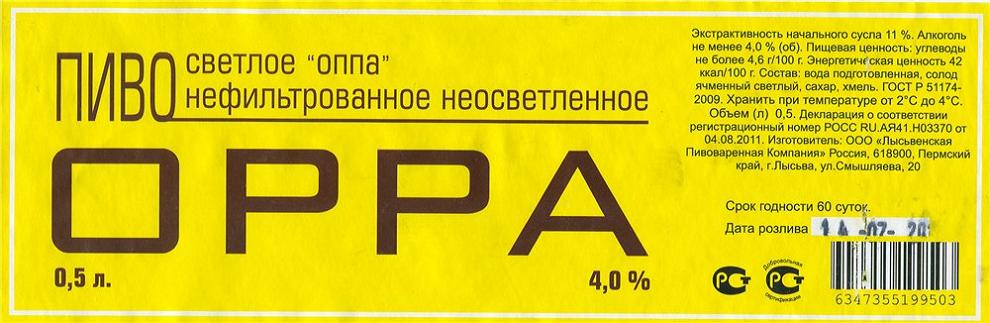 ПИВО
светлое "оппа"
нефильтрованное неосветленное
OPPA
0,5 л.
4,0 %
Экстрактивность начального сусла 11 %. Алкоголь
не менее 4,0 % (об). Пищевая ценность: углеводы
не более 4,6 г/100 г. Энергетическая ценность 42
ккал/100 г. Состав: вода подготовленная, солод
ячменный светлый, сахар, хмель. ГОСТ Р 51174-
2009. Хранить при температуре от 2°С до 4°С.
Объем (л) 0,5. Декларация о соответствии
регистрационный номер РОСС RU.АЯ41.Н03370 от
04.08.2011. Изготовитель: ООО «Лысьвенская
Пивоваренная Компания» Россия, 618900, Пермский
край, г.Лысьва, ул.Смышляева, 20
Срок годности 60 суток.
Дата розлива 14 -07- 20
Добровольная
сертификация
6347355199503